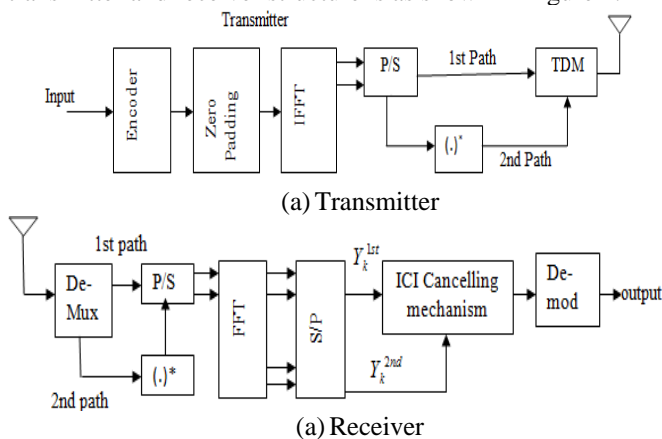 Transmitter
Input
Encoder
Zero Padding
IFFT
P/S
1st Path
TDM
(.)*
2nd Path
(a) Transmitter
1st path
De-Mux
P/S
(.)*
2nd path
FFT
S/P
Y_k^{1st}
Y_k^{2nd}
ICI Cancelling mechanism
De-mod
output
(a) Receiver